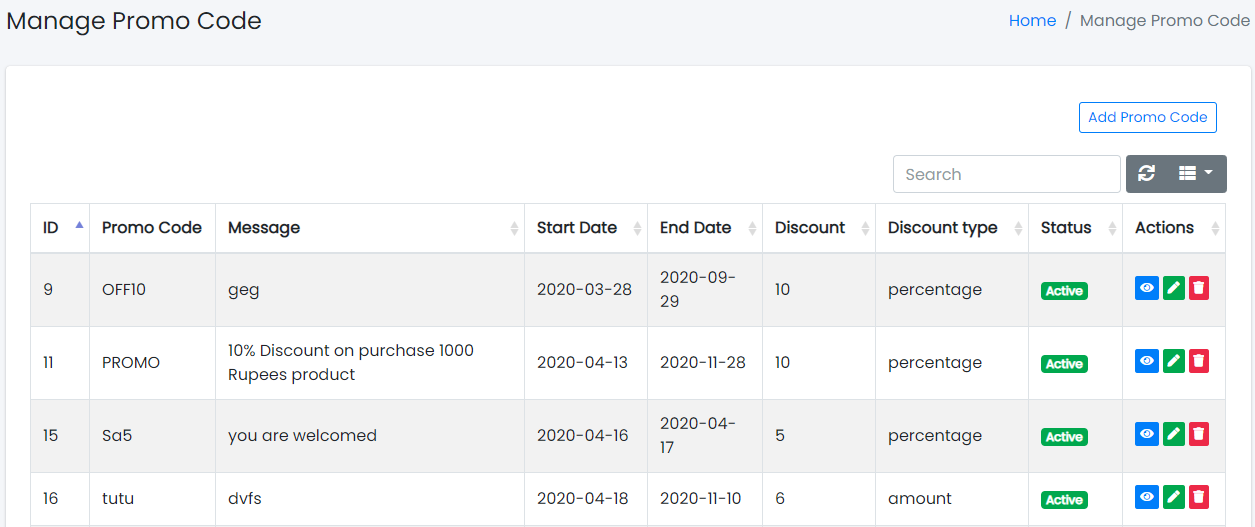 Manage Promo Code
Home / Manage Promo Code
Add Promo Code
Search
ID Promo Code Message Start Date End Date Discount Discount type Status Actions
9 OFF10 geg 2020-03-28 2020-09-
29 10 percentage Active
11 PROMO 10% Discount on purchase 1000
Rupees product 2020-04-13 2020-11-28 10 percentage Active
15 Sa5 you are welcomed 2020-04-16 2020-04-
17 5 percentage Active
16 tutu dvfs 2020-04-18 2020-11-10 6 amount Active